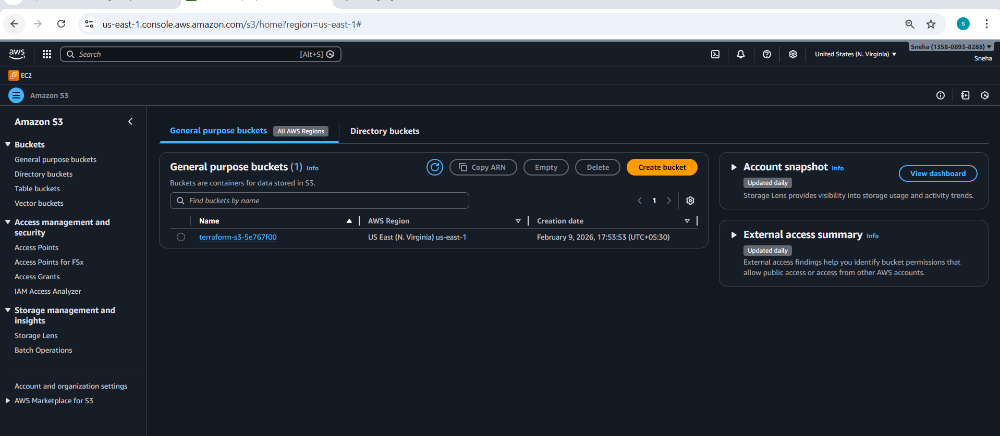 us-east-1.console.aws.amazon.com/s3/home?region=us-east-1#
S
aws
Search
[Alt+S]
United States (N. Virginia)
Sneha (1358-0893-8288)
Sneha
EC2
Amazon S3
Amazon S3
Buckets
General purpose buckets
Directory buckets
Table buckets
Vector buckets
Access management and
security
Access Points
Access Points for FSx
Access Grants
IAM Access Analyzer
Storage management and
insights
Storage Lens
Batch Operations
Account and organization settings
AWS Marketplace for S3
General purpose buckets All AWS Regions
Directory buckets
General purpose buckets (1) Info
Copy ARN
Empty
Delete
Create bucket
Buckets are containers for data stored in S3.
Find buckets by name
1
Name AWS Region Creation date
terraform-s3-5e767f00 US East (N. Virginia) us-east-1 February 9, 2026, 17:53:53 (UTC+05:30)
Account snapshot Info
View dashboard
Updated daily
Storage Lens provides visibility into storage usage and activity trends.
External access summary Info
Updated daily
External access findings help you identify bucket permissions that
allow public access or access from other AWS accounts.